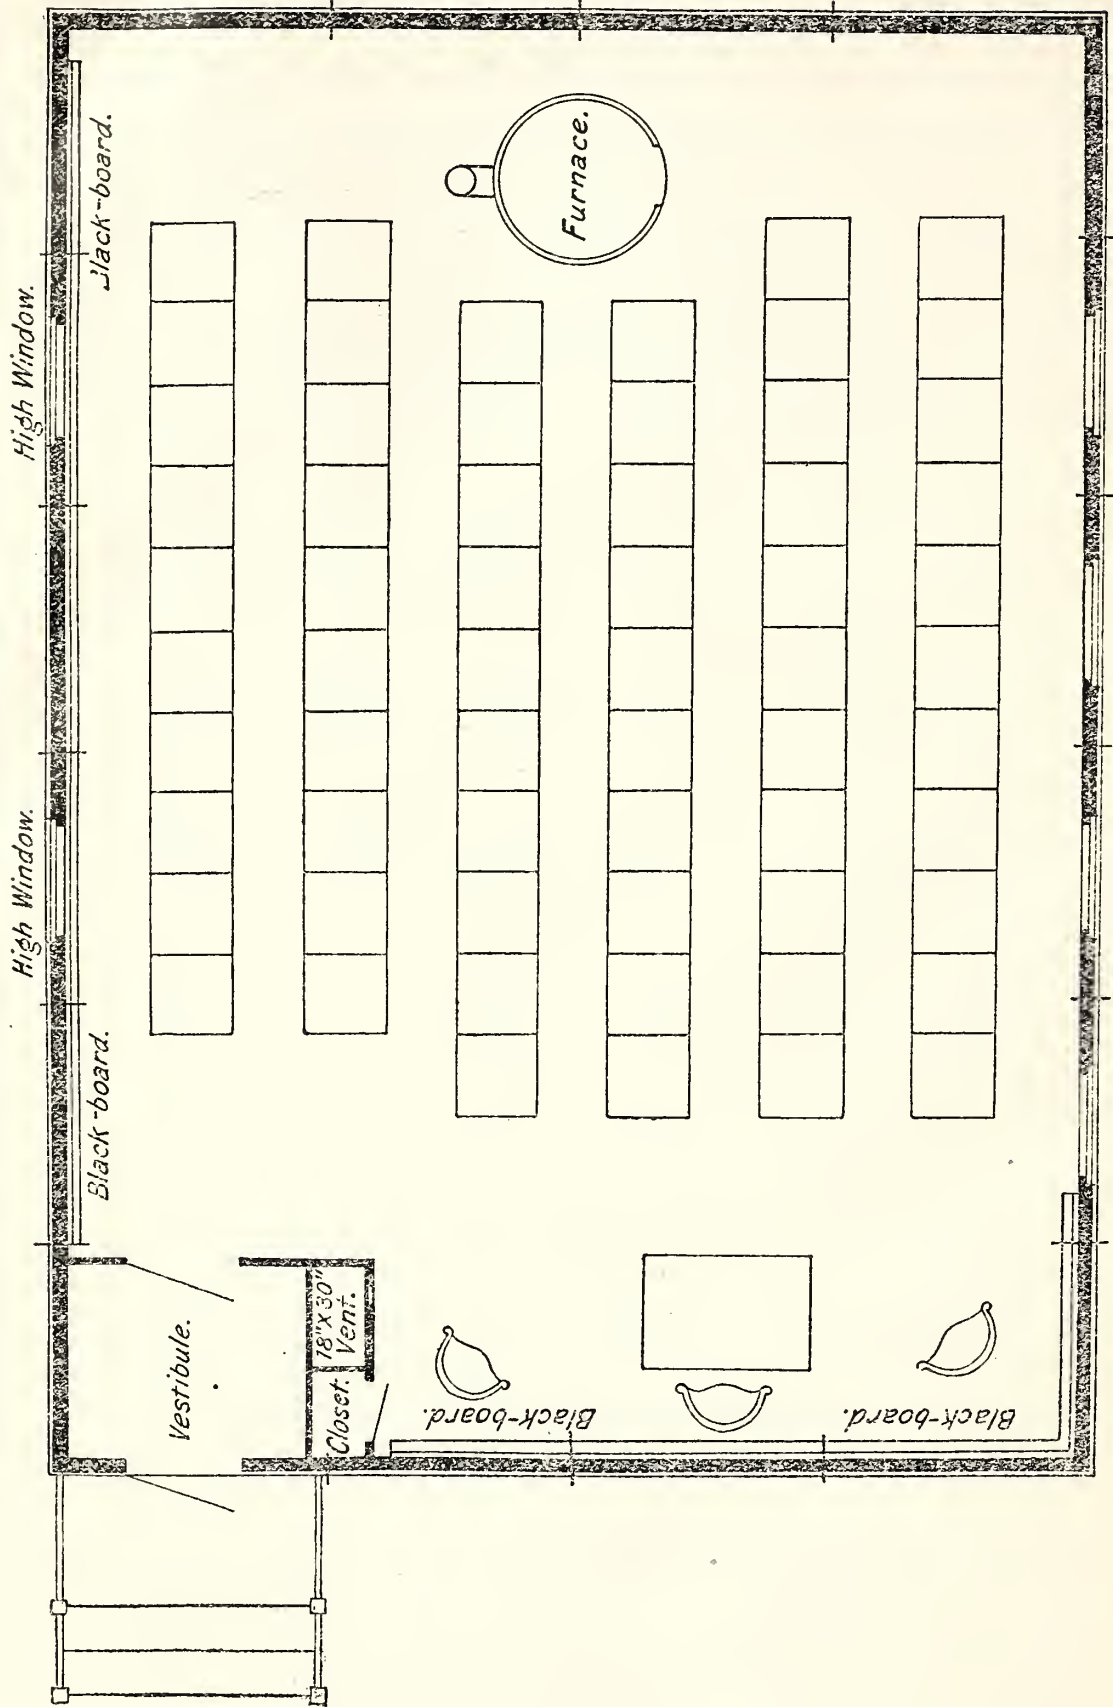 High Window.
High Window.
Black-board.
Black-board.
Furnace.
Vestibule.
18"x30"
Vent.
Closet.
Black-board.
Black-board.